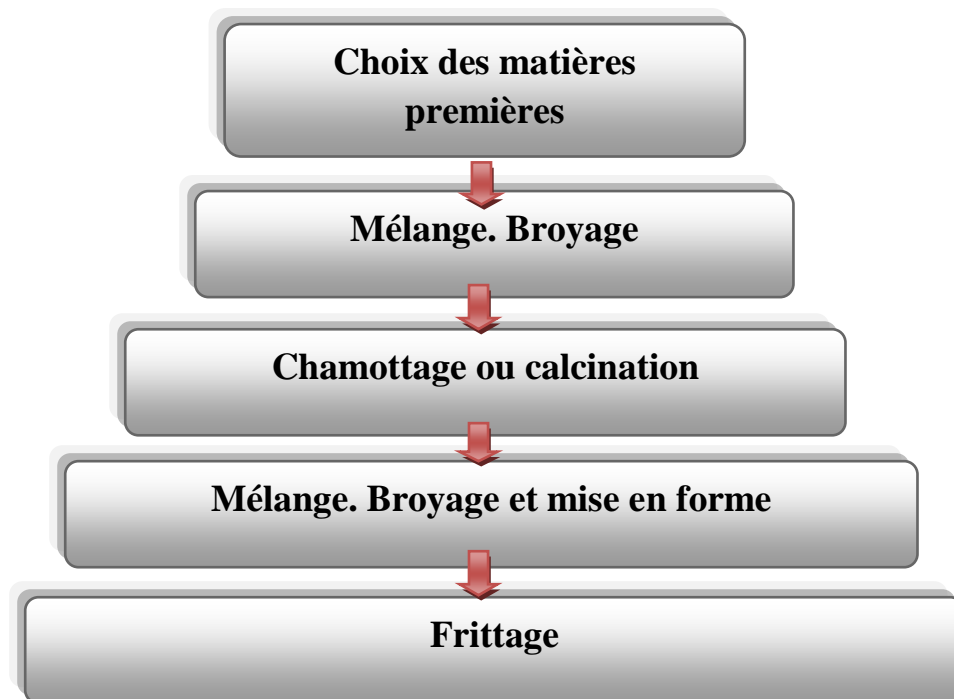 Choix des matières
premières
Mélange. Broyage
Chamottage ou calcination
Mélange. Broyage et mise en forme
Frittage